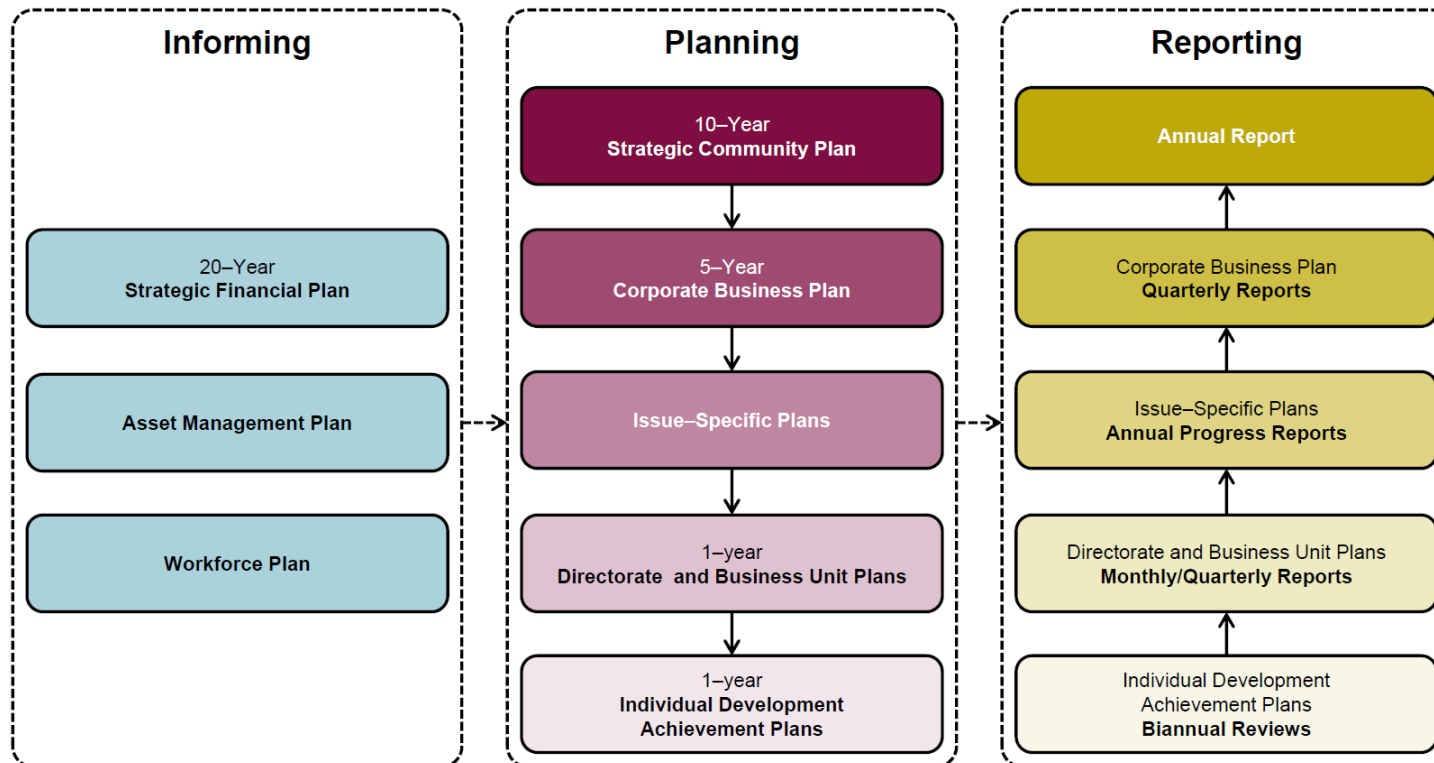 Informing
20–Year
Strategic Financial Plan
Asset Management Plan
Workforce Plan
Planning
10–Year
Strategic Community Plan
5–Year
Corporate Business Plan
Issue–Specific Plans
1–year
Directorate and Business Unit Plans
1–year
Individual Development
Achievement Plans
Reporting
Annual Report
Corporate Business Plan
Quarterly Reports
Issue–Specific Plans
Annual Progress Reports
Directorate and Business Unit Plans
Monthly/Quarterly Reports
Individual Development
Achievement Plans
Biannual Reviews